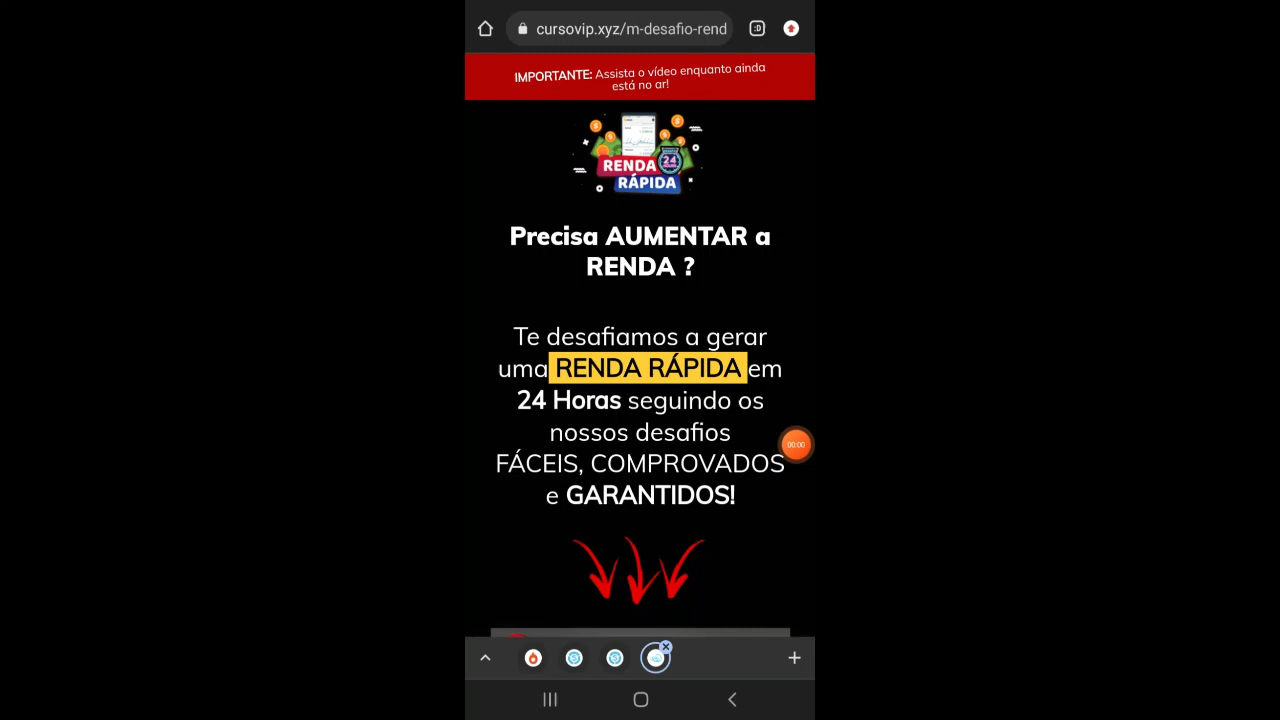 cursovip.xyz/m-desafio-rend
:D
IMPORTANTE: Assista o vídeo enquanto ainda
está no ar!
24
RENDA
RÁPIDA
Precisa AUMENTAR a
RENDA ?
Te desafiamos a gerar
uma RENDA RÁPIDA em
24 Horas seguindo os
nossos desafios
FÁCEIS, COMPROVADOS
e GARANTIDOS!
00:00